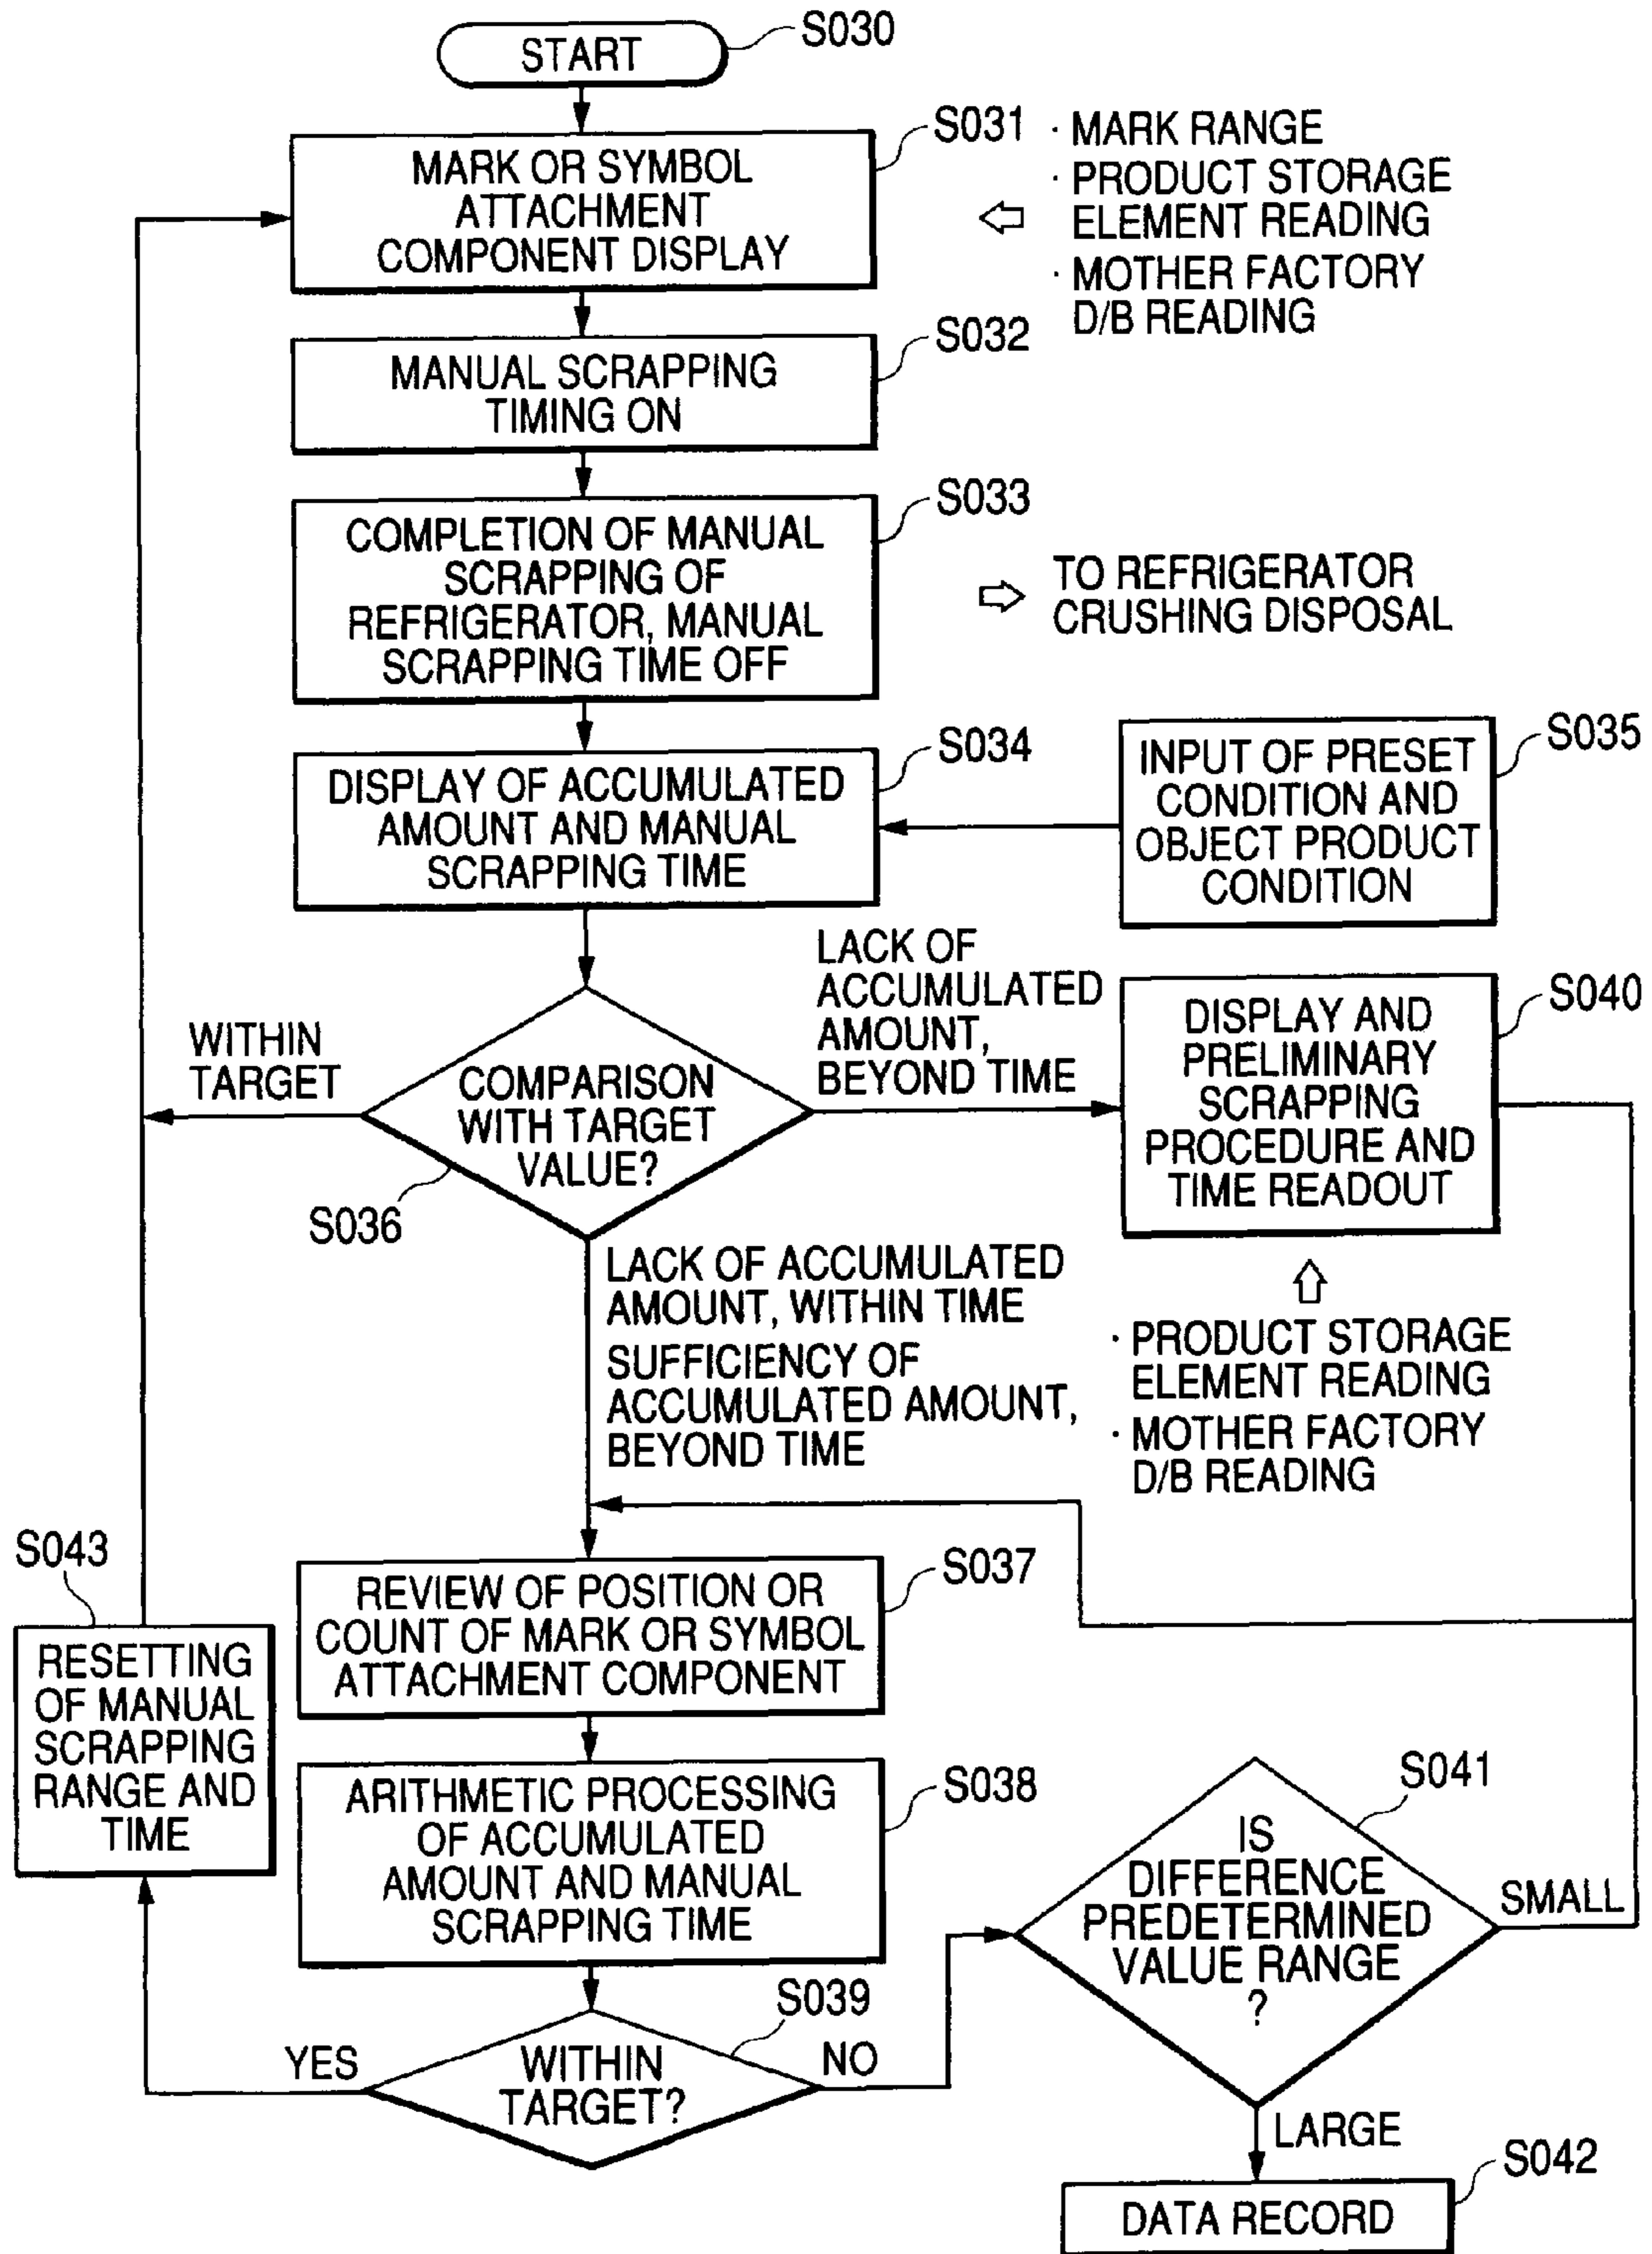 START
S030
MARK OR SYMBOL
ATTACHMENT
COMPONENT DISPLAY
S031
· MARK RANGE
· PRODUCT STORAGE
ELEMENT READING
· MOTHER FACTORY
D/B READING
MANUAL SCRAPPING
TIMING ON
S032
COMPLETION OF MANUAL
SCRAPPING OF
REFRIGERATOR, MANUAL
SCRAPPING TIME OFF
S033
TO REFRIGERATOR
CRUSHING DISPOSAL
DISPLAY OF ACCUMULATED
AMOUNT AND MANUAL
SCRAPPING TIME
S034
INPUT OF PRESET
CONDITION AND
OBJECT PRODUCT
CONDITION
S035
WITHIN
TARGET
COMPARISON
WITH TARGET
VALUE?
S036
LACK OF
ACCUMULATED
AMOUNT,
BEYOND TIME
DISPLAY AND
PRELIMINARY
SCRAPPING
PROCEDURE AND
TIME READOUT
S040
· PRODUCT STORAGE
ELEMENT READING
· MOTHER FACTORY
D/B READING
LACK OF ACCUMULATED
AMOUNT, WITHIN TIME
SUFFICIENCY OF
ACCUMULATED AMOUNT,
BEYOND TIME
S043
RESETTING
OF MANUAL
SCRAPPING
RANGE AND
TIME
REVIEW OF POSITION OR
COUNT OF MARK OR SYMBOL
ATTACHMENT COMPONENT
S037
ARITHMETIC PROCESSING
OF ACCUMULATED
AMOUNT AND MANUAL
SCRAPPING TIME
S038
YES
WITHIN
TARGET?
S039
NO
IS
DIFFERENCE
PREDETERMINED
VALUE RANGE
?
S041
SMALL
LARGE
DATA RECORD
S042